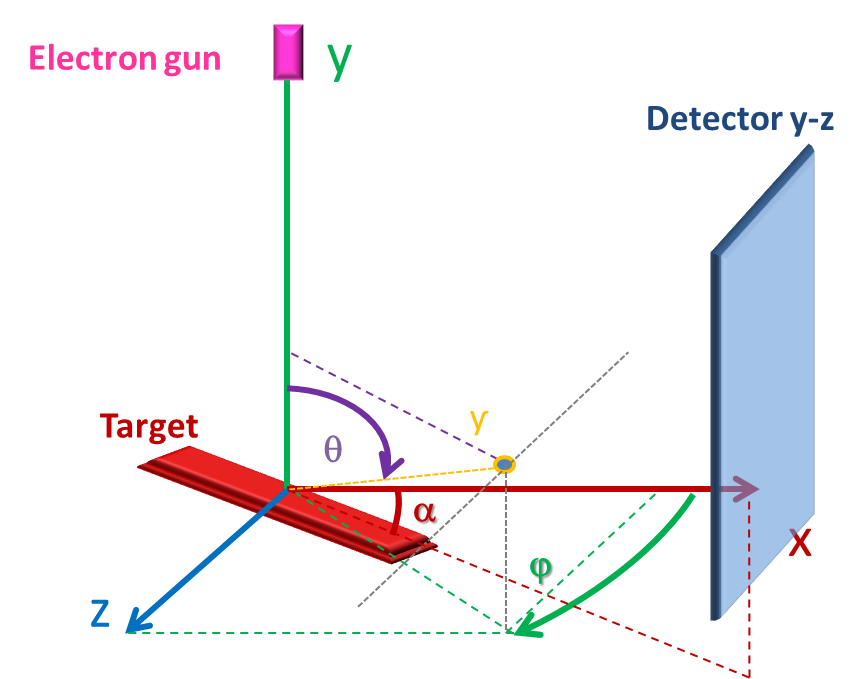 Electron gun
y
Detector y-z
Target
γ
θ
α
φ
X
Z